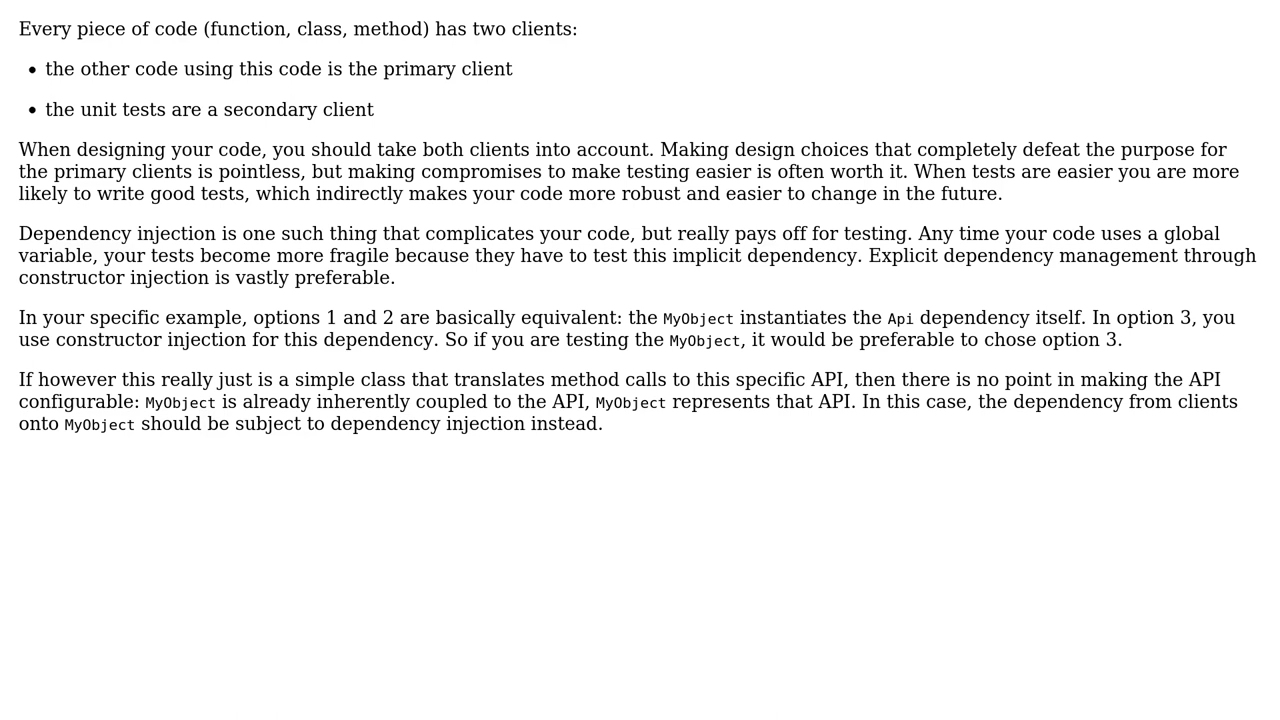 Every piece of code (function, class, method) has two clients:
• the other code using this code is the primary client
• the unit tests are a secondary client
When designing your code, you should take both clients into account. Making design choices that completely defeat the purpose for
the primary clients is pointless, but making compromises to make testing easier is often worth it. When tests are easier you are more
likely to write good tests, which indirectly makes your code more robust and easier to change in the future.
Dependency injection is one such thing that complicates your code, but really pays off for testing. Any time your code uses a global
variable, your tests become more fragile because they have to test this implicit dependency. Explicit dependency management through
constructor injection is vastly preferable.
In your specific example, options 1 and 2 are basically equivalent: the MyObject instantiates the Api dependency itself. In option 3, you
use constructor injection for this dependency. So if you are testing the MyObject, it would be preferable to chose option 3.
If however this really just is a simple class that translates method calls to this specific API, then there is no point in making the API
configurable: MyObject is already inherently coupled to the API, MyObject represents that API. In this case, the dependency from clients
onto MyObject should be subject to dependency injection instead.